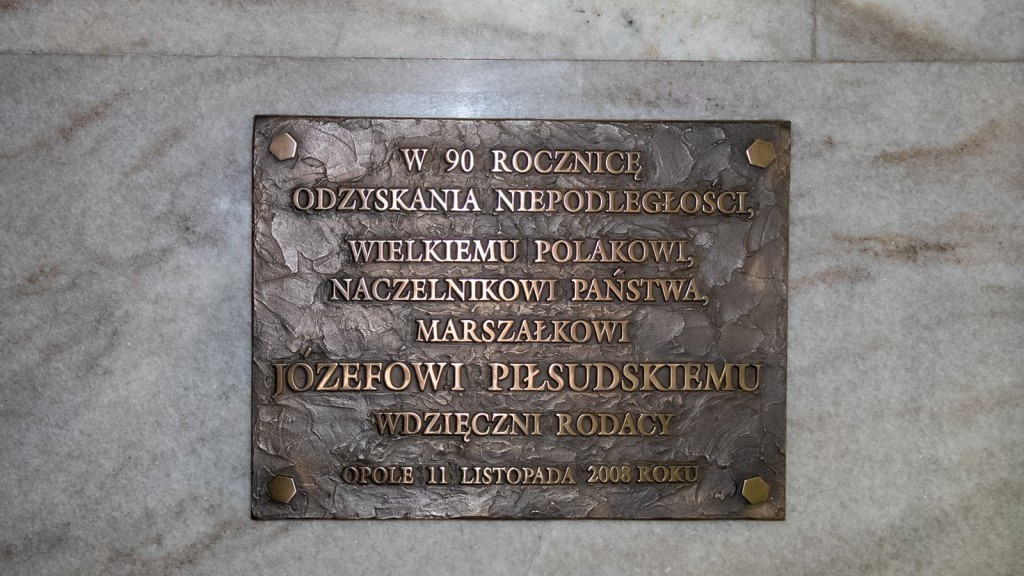 W 90 ROCZNICĘ
ODZYSKANIA NIEPODLEGŁOŚCI,
WIELKIEMU POLAKOWI,
NACZELNIKOWI PAŃSTWA,
MARSZAŁKOWI
JÓZEFOWI PIŁSUDSKIEMU
WDZIĘCZNI RODACY
OPOLE 11 LISTOPADA 2008 ROKU